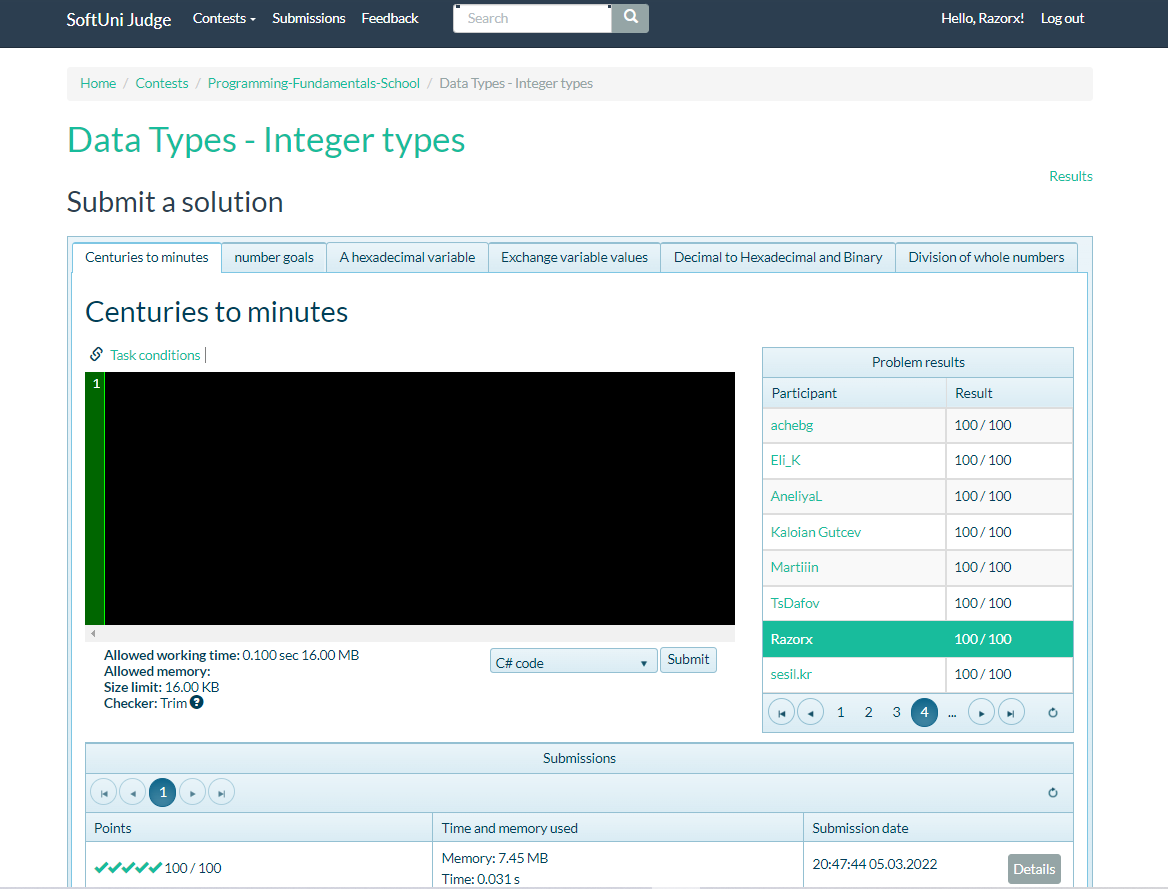 SoftUni Judge Contests Submissions Feedback Search Hello, Razorx! Log out
Home / Contests / Programming-Fundamentals-School / Data Types - Integer types
Data Types - Integer types
Results
Submit a solution
Centuries to minutes number goals A hexadecimal variable Exchange variable values Decimal to Hexadecimal and Binary Division of whole numbers
Centuries to minutes
Task conditions |
1
Allowed working time: 0.100 sec 16.00 MB
Allowed memory:
Size limit: 16.00 KB
Checker: Trim ?
C# code Submit
Problem results
Participant Result
achebg 100 / 100
Eli_K 100 / 100
AneliyaL 100 / 100
Kaloian Gutcev 100 / 100
Martiiin 100 / 100
TsDafov 100 / 100
Razorx 100 / 100
sesil.kr 100 / 100
1 2 3 4 ...
Submissions
1
Points Time and memory used Submission date
100 / 100 Memory: 7.45 MB 20:47:44 05.03.2022 Details
Time: 0.031 s